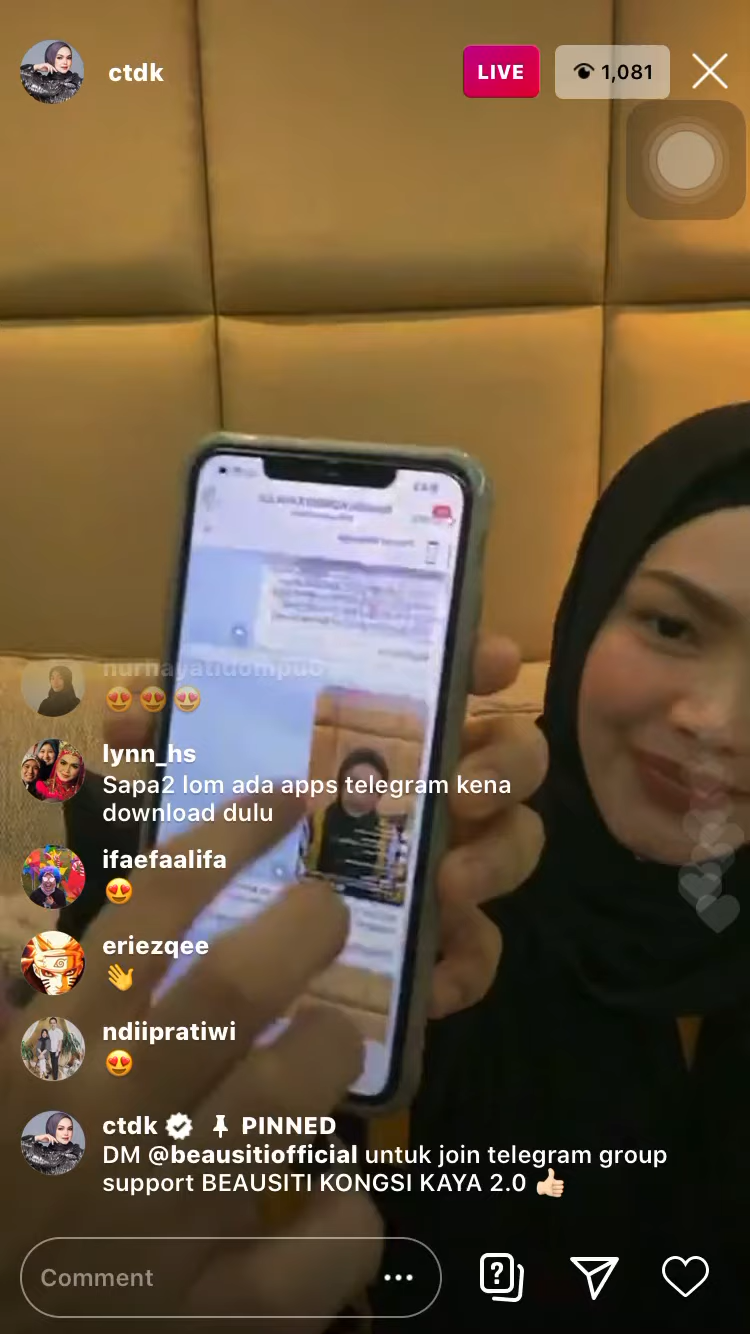 ctdk
LIVE
1,081
nurhayatidompu6
😍😍😍
lynn_hs
Sapa2 lom ada apps telegram kena
download dulu
ifaefaalifa
😍
eriezqee
👋
ndiipratiwi
😍
ctdk PINNED
DM @beausitiofficial untuk join telegram group
support BEAUSITI KONGSI KAYA 2.0 👍🏻
Comment